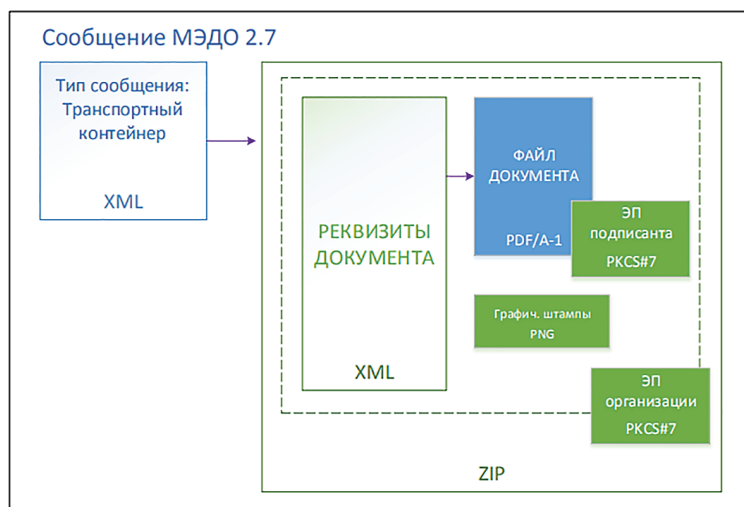 Сообщение МЭДО 2.7
Тип сообщения:
Транспортный
контейнер
XML
РЕКВИЗИТЫ
ДОКУМЕНТА
XML
ФАЙЛ
ДОКУМЕНТА
PDF/A-1
ЭП
подписанта
PKCS#7
Графич. штампы
PNG
ЭП
организации
PKCS#7
ZIP